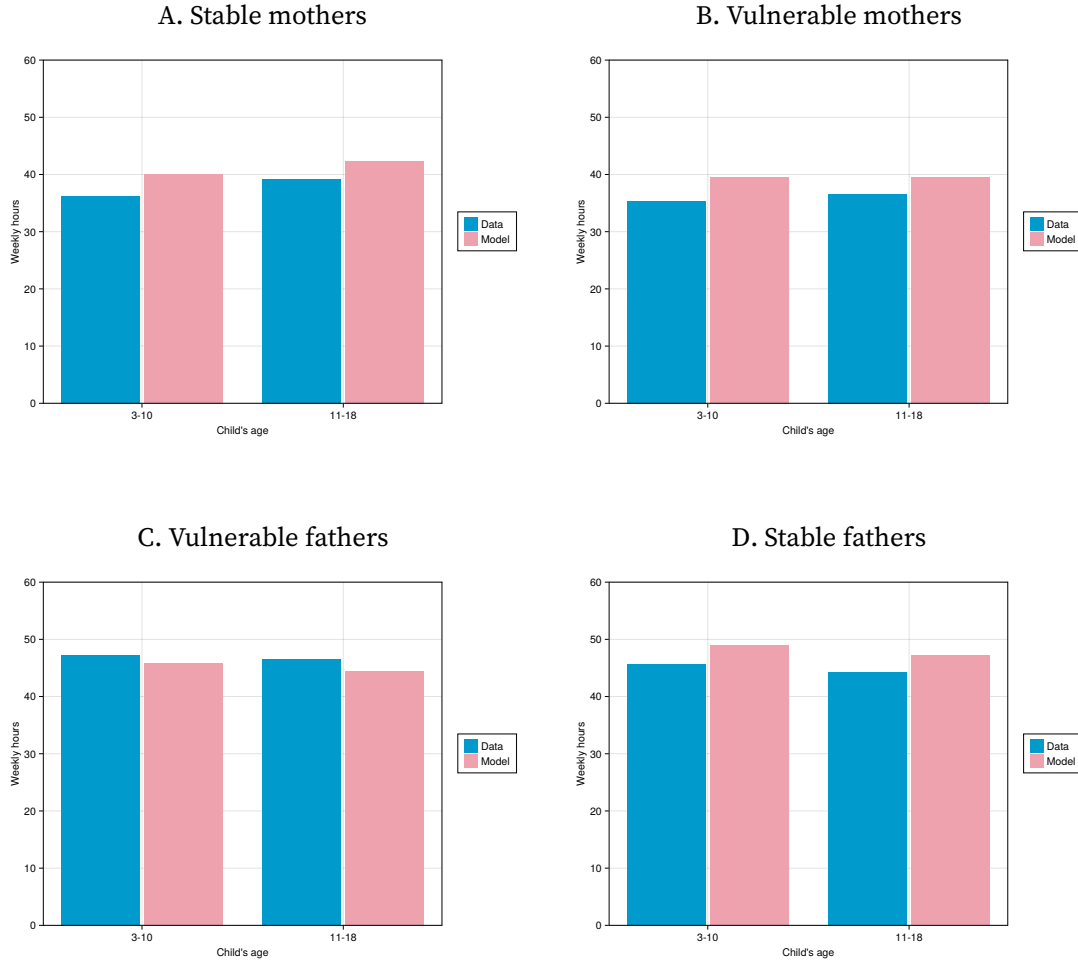 A. Stable mothers
60
50
40
30
20
10
0
Weekly hours
3-10
11-18
Child's age
Data
Model
B. Vulnerable mothers
60
50
40
30
20
10
0
Weekly hours
3-10
11-18
Child's age
Data
Model
C. Vulnerable fathers
60
50
40
30
20
10
0
Weekly hours
3-10
11-18
Child's age
Data
Model
D. Stable fathers
60
50
40
30
20
10
0
Weekly hours
3-10
11-18
Child's age
Data
Model